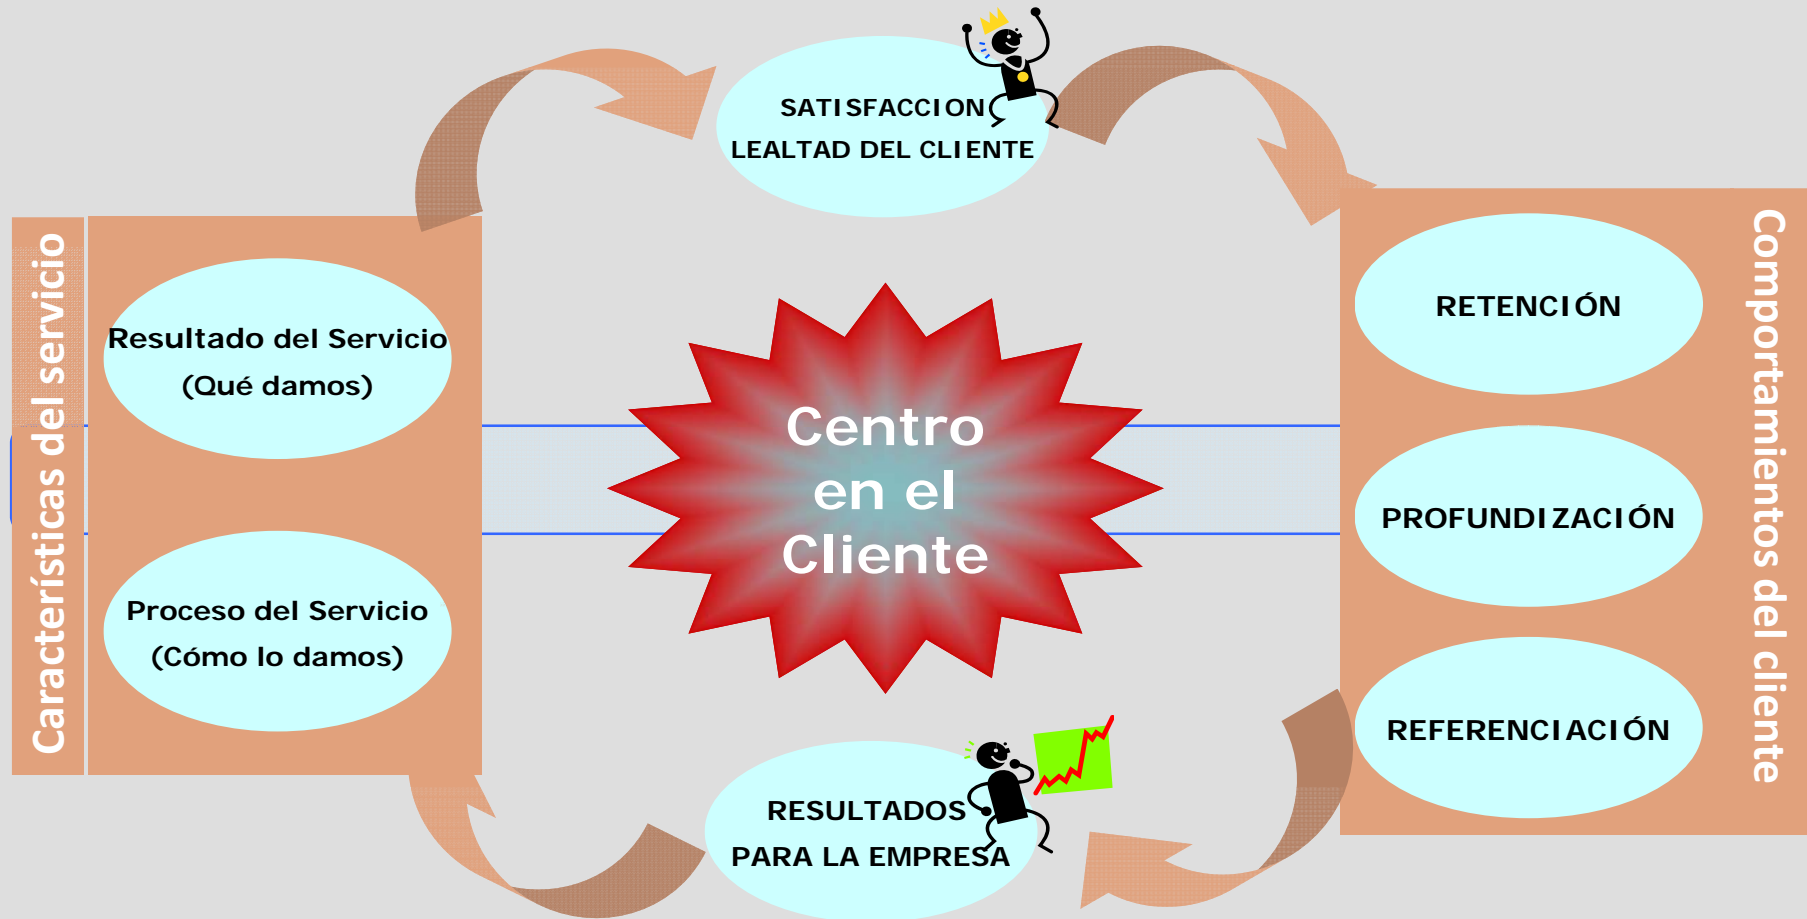 SATISFACCION
LEALTAD DEL CLIENTE
Características del servicio
Resultado del Servicio
(Qué damos)
Proceso del Servicio
(Cómo lo damos)
Centro
en el
Cliente
RETENCIÓN
PROFUNDIZACIÓN
REFERENCIACIÓN
Comportamientos del cliente
RESULTADOS
PARA LA EMPRESA